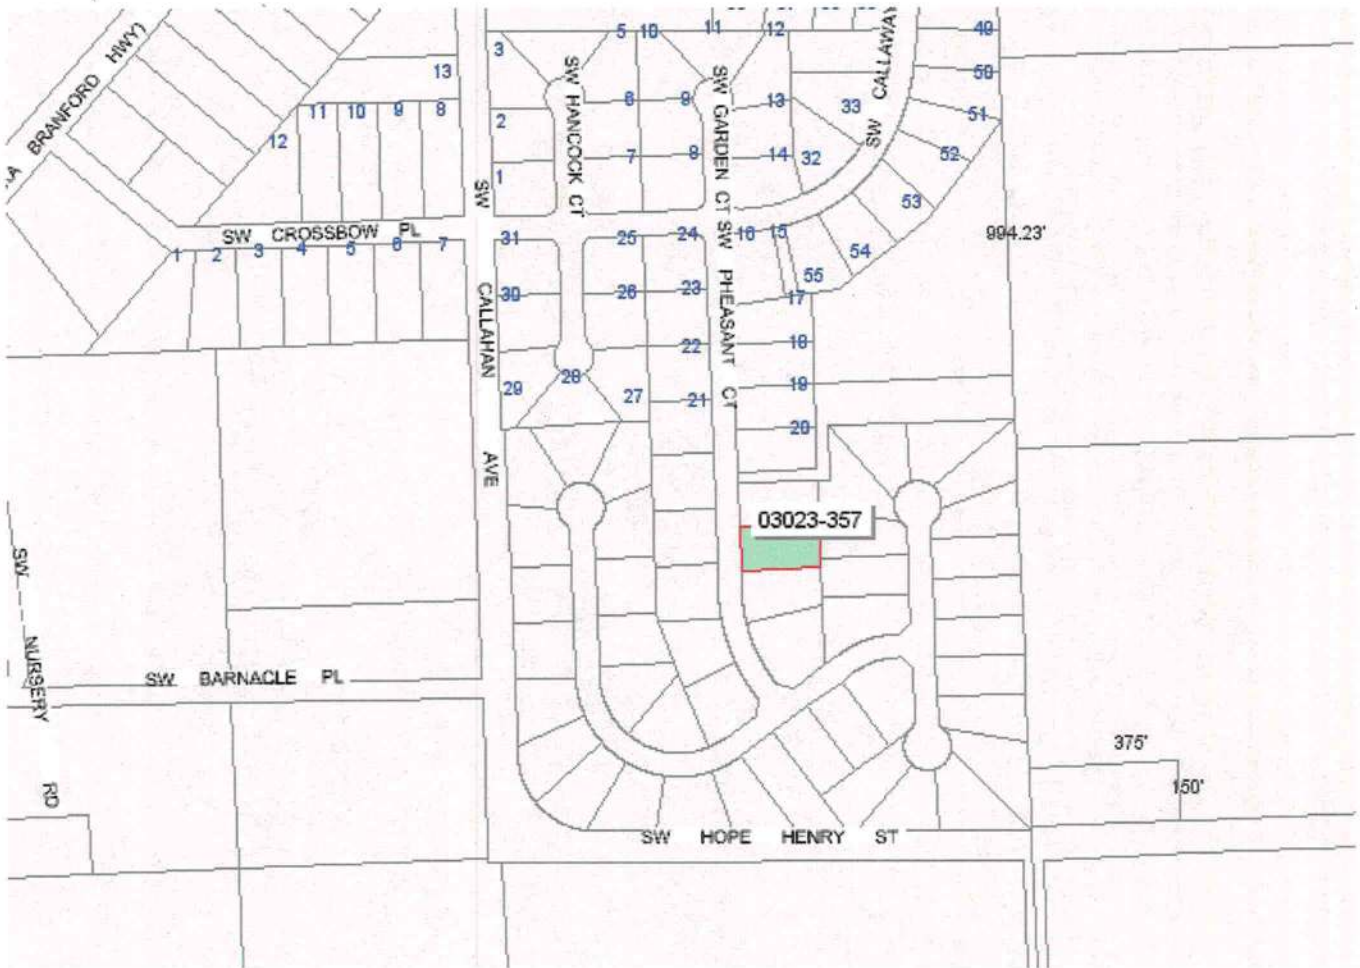 49
5 10 11 12
3
13
50
33
51
11 10 9 8
6 9 13
2
12
52
7 8 14 32
1
53
BRANFORD HWY)
SW HANCOCK CT
SW GARDEN CT
SW CALLAWAY
SW CROSSBOW PL
31 25 24 16 15
994.23'
1 2 3 4 5 6 7
54
55
30 26 23 17
SW CALLAHAN AVE
SW PHEASANT CT
22 18
29 28 27 21 19
20
03023-357
SW NURSERY RD
SW BARNACLE PL
375'
150'
SW HOPE HENRY ST